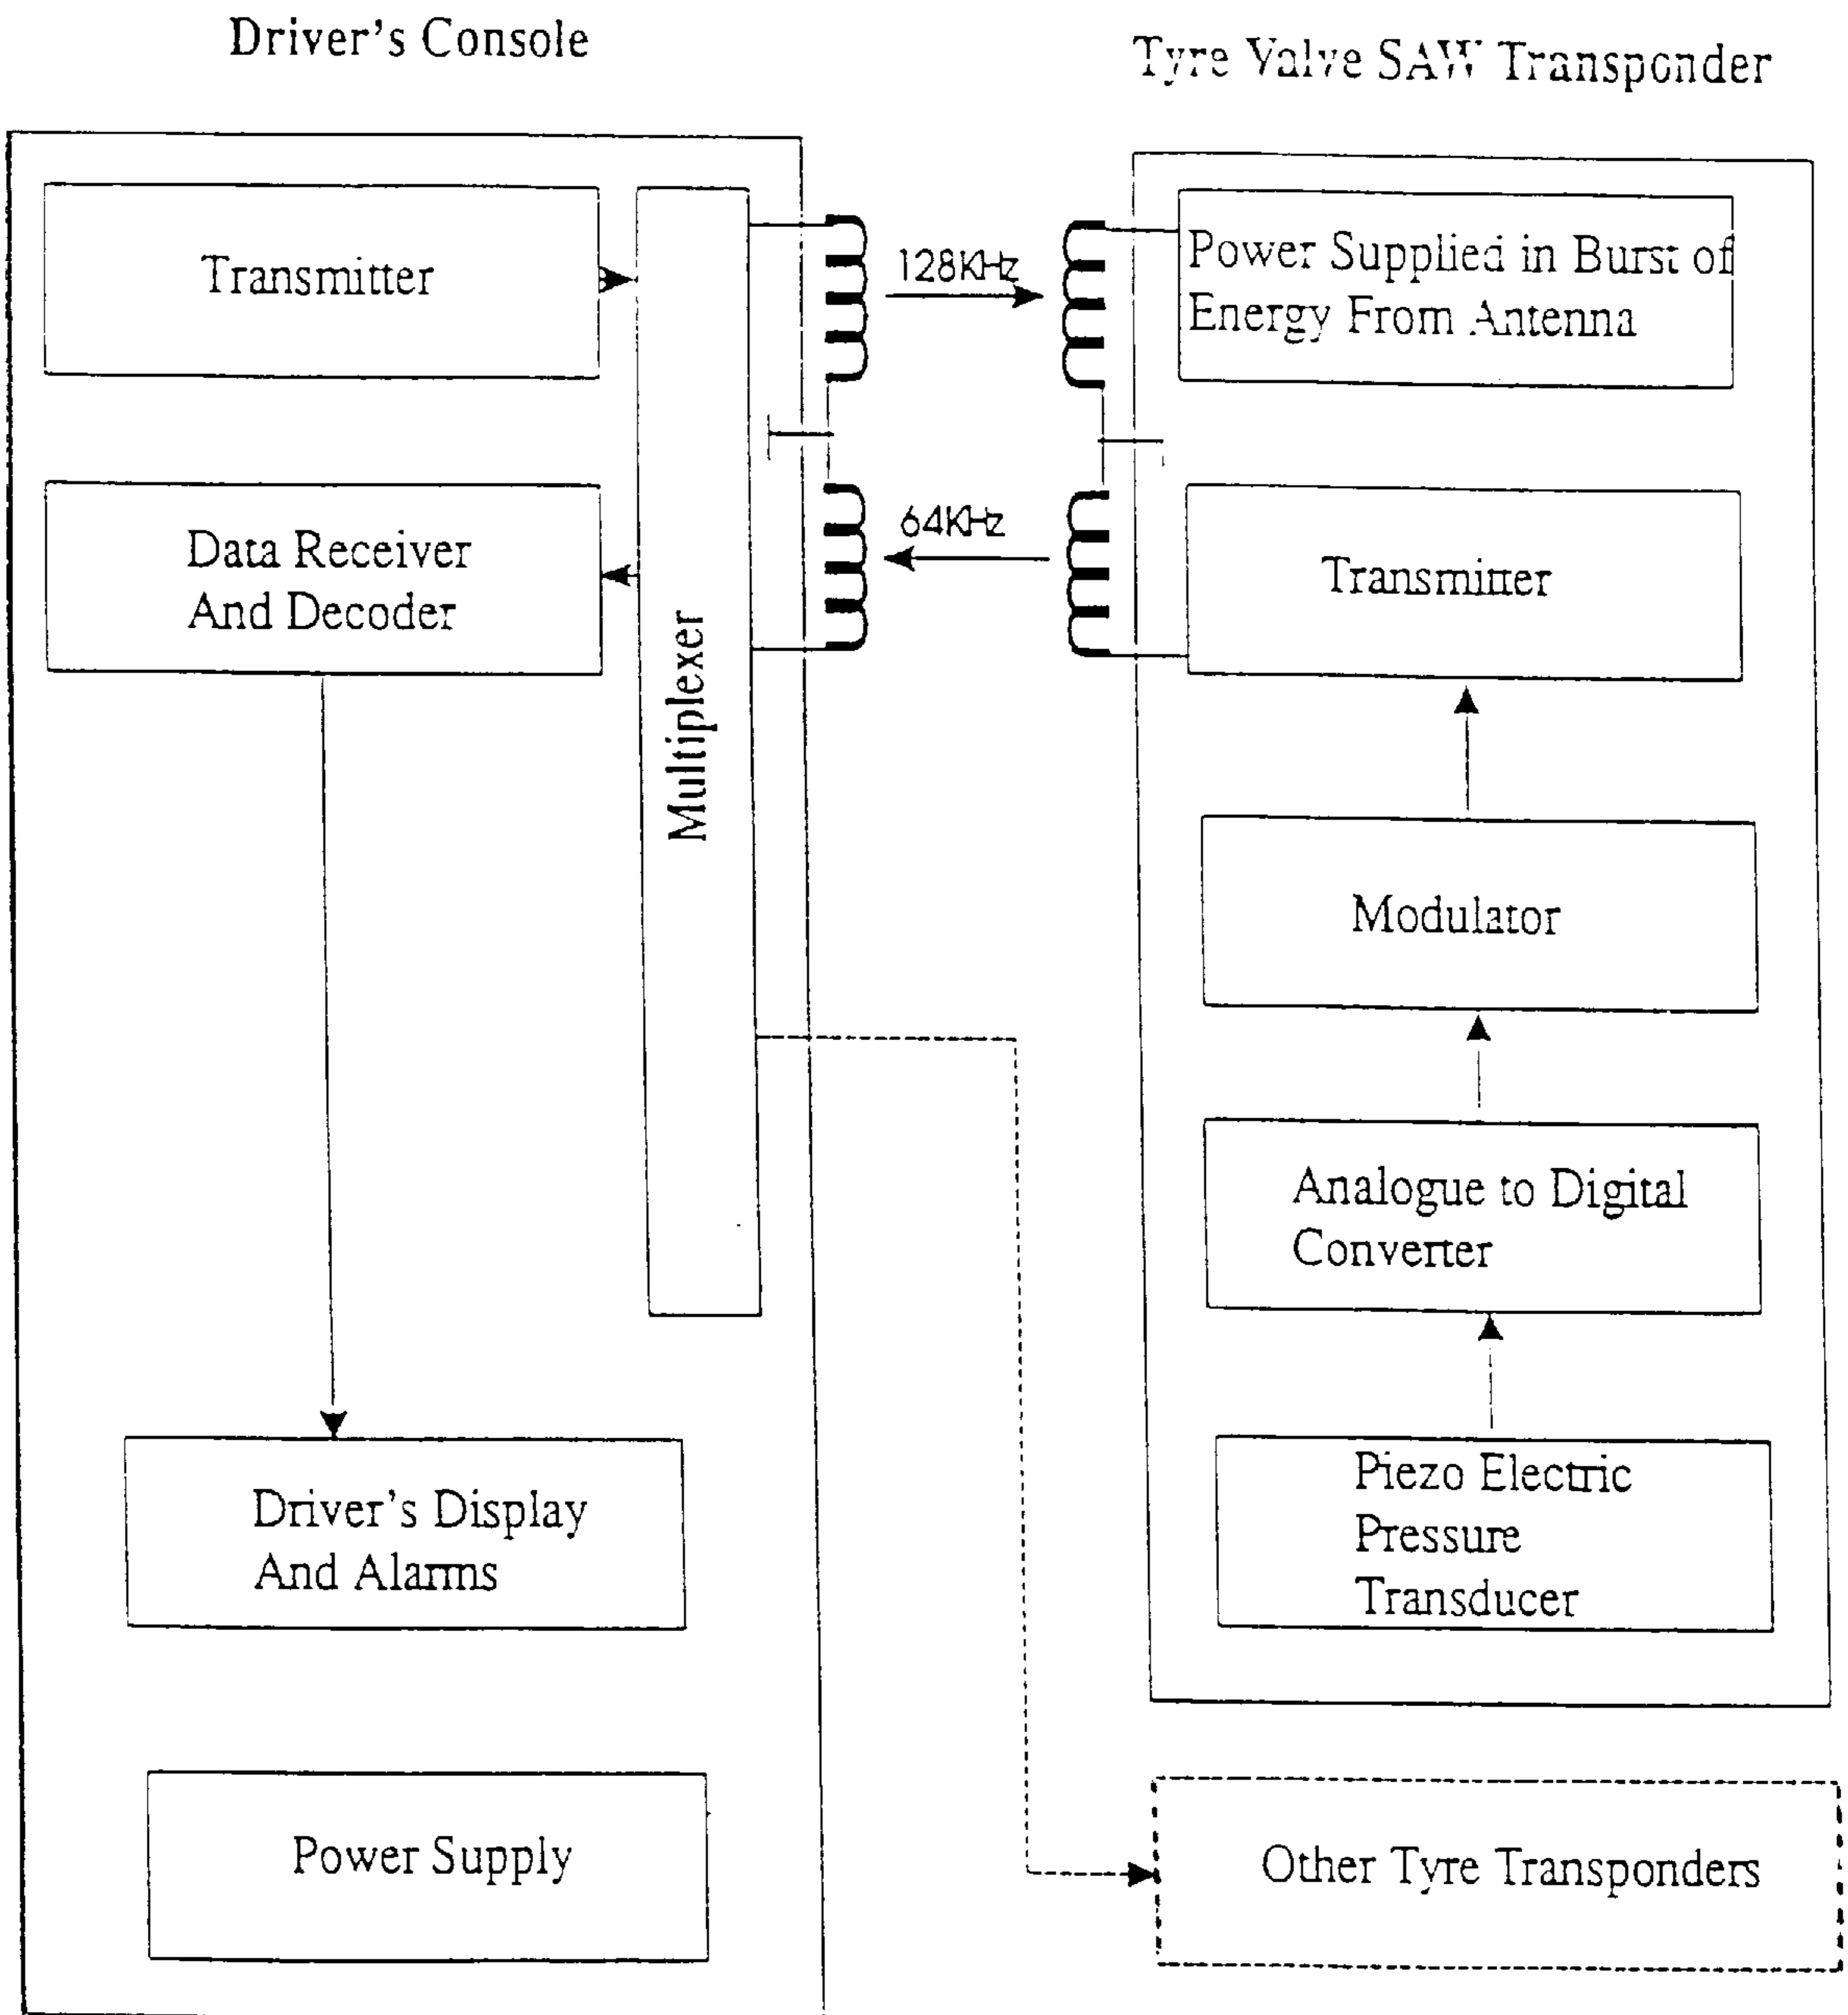 Driver's Console
Tyre Valve SAW Transponder
Transmitter
Data Receiver
And Decoder
Multiplexer
Driver's Display
And Alarms
Power Supply
128KHz
64KHz
Power Supplied in Burst of
Energy From Antenna
Transmitter
Modulator
Analogue to Digital
Converter
Piezo Electric
Pressure
Transducer
Other Tyre Transponders